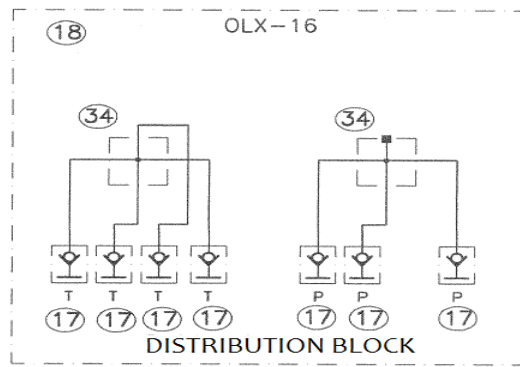 18 OLX-16
34 34
T T T T P P P
17 17 17 17 17 17 17
DISTRIBUTION BLOCK